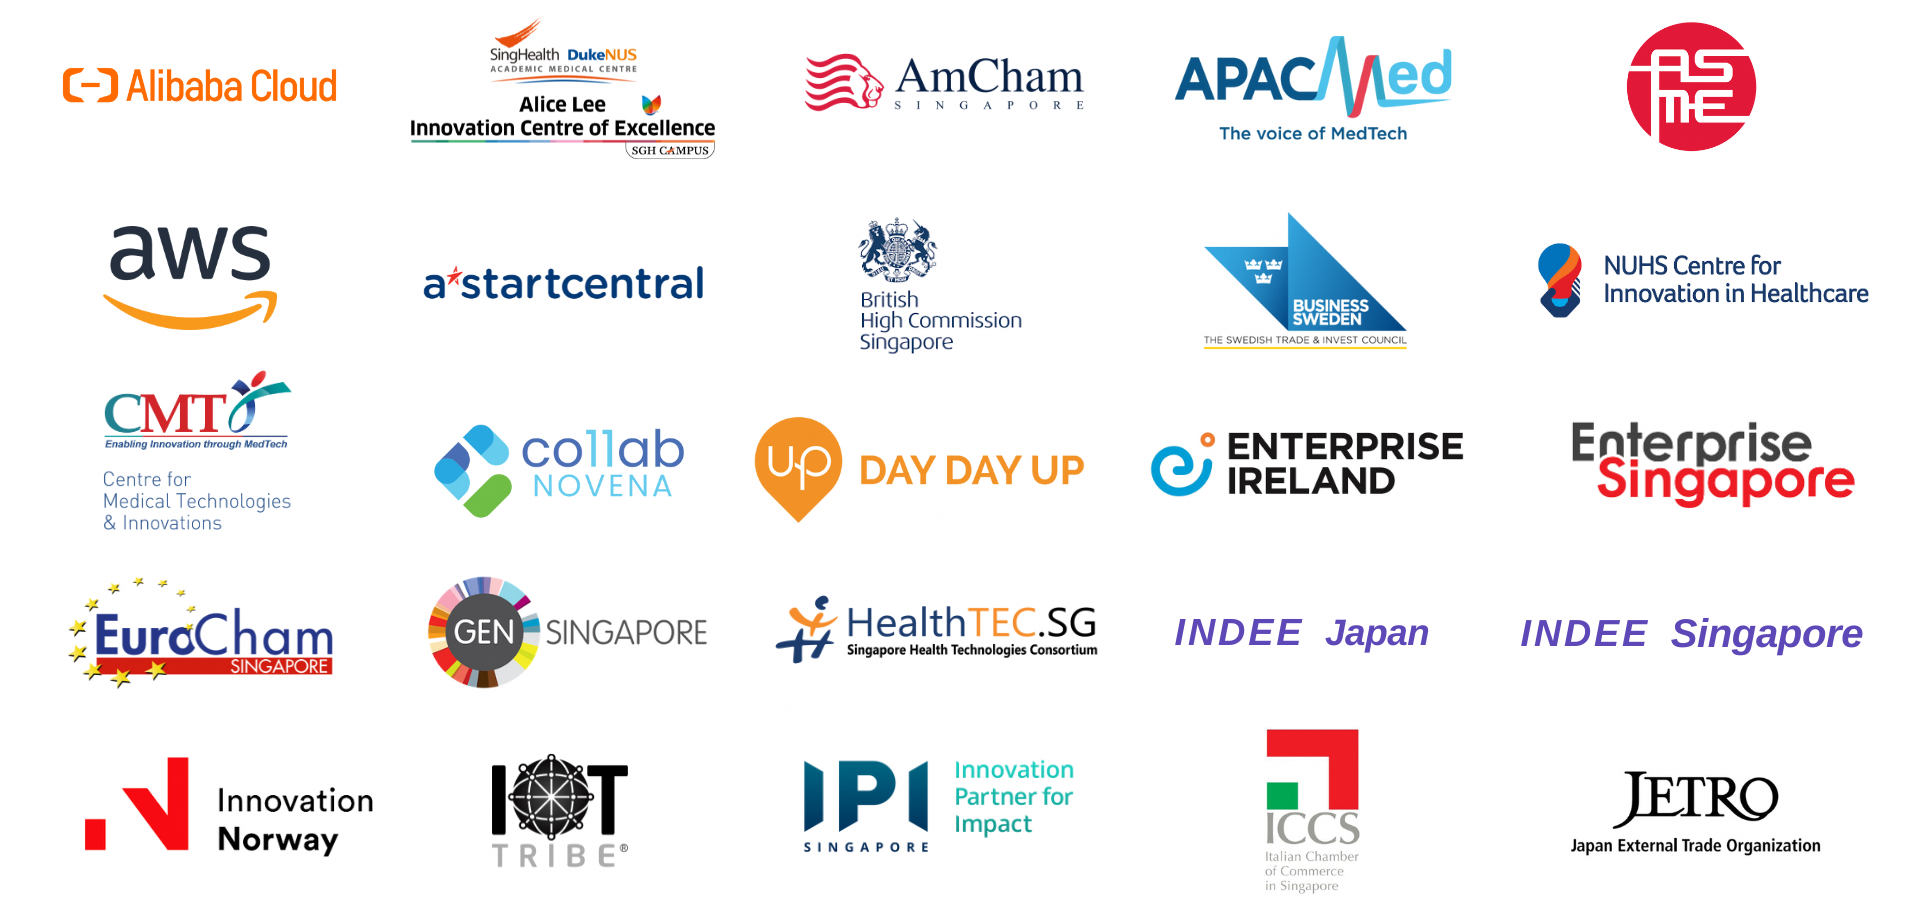 Alibaba Cloud
SingHealth DukeNUS
ACADEMIC MEDICAL CENTRE
Alice Lee
Innovation Centre of Excellence
SGH CAMPUS
AmCham
SINGAPORE
APACMed
The voice of MedTech
ASME
aws
a*startcentral
British
High Commission
Singapore
BUSINESS
SWEDEN
THE SWEDISH TRADE & INVEST COUNCIL
NUHS Centre for
Innovation in Healthcare
CMTi
Enabling Innovation through MedTech
Centre for
Medical Technologies
& Innovations
co11ab
NOVENA
up
DAY DAY UP
ENTERPRISE
IRELAND
Enterprise
Singapore
EuroCham
SINGAPORE
GEN SINGAPORE
HealthTEC.SG
Singapore Health Technologies Consortium
INDEE Japan
INDEE Singapore
Innovation
Norway
IOT
TRIBE®
IPI
SINGAPORE
Innovation
Partner for
Impact
ICCS
Italian Chamber
of Commerce
in Singapore
JETRO
Japan External Trade Organization